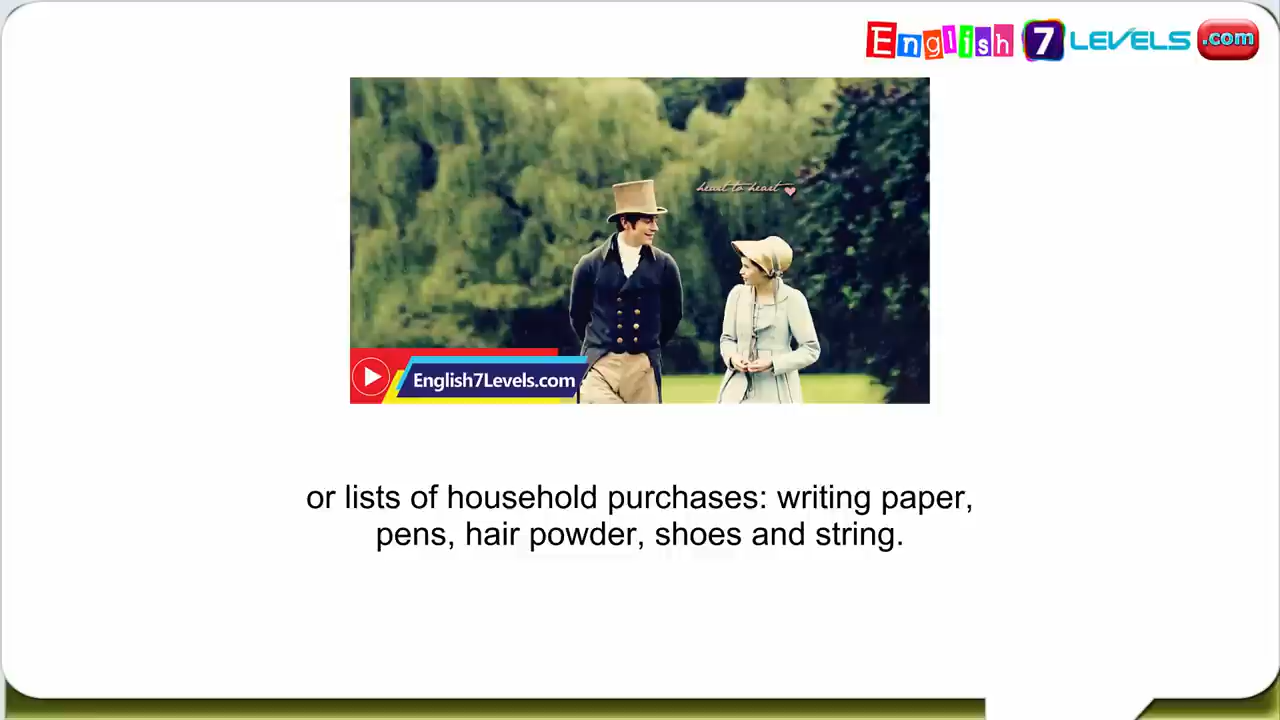 English 7 LEVELS .com
heart to heart
English7Levels.com
or lists of household purchases: writing paper,
pens, hair powder, shoes and string.